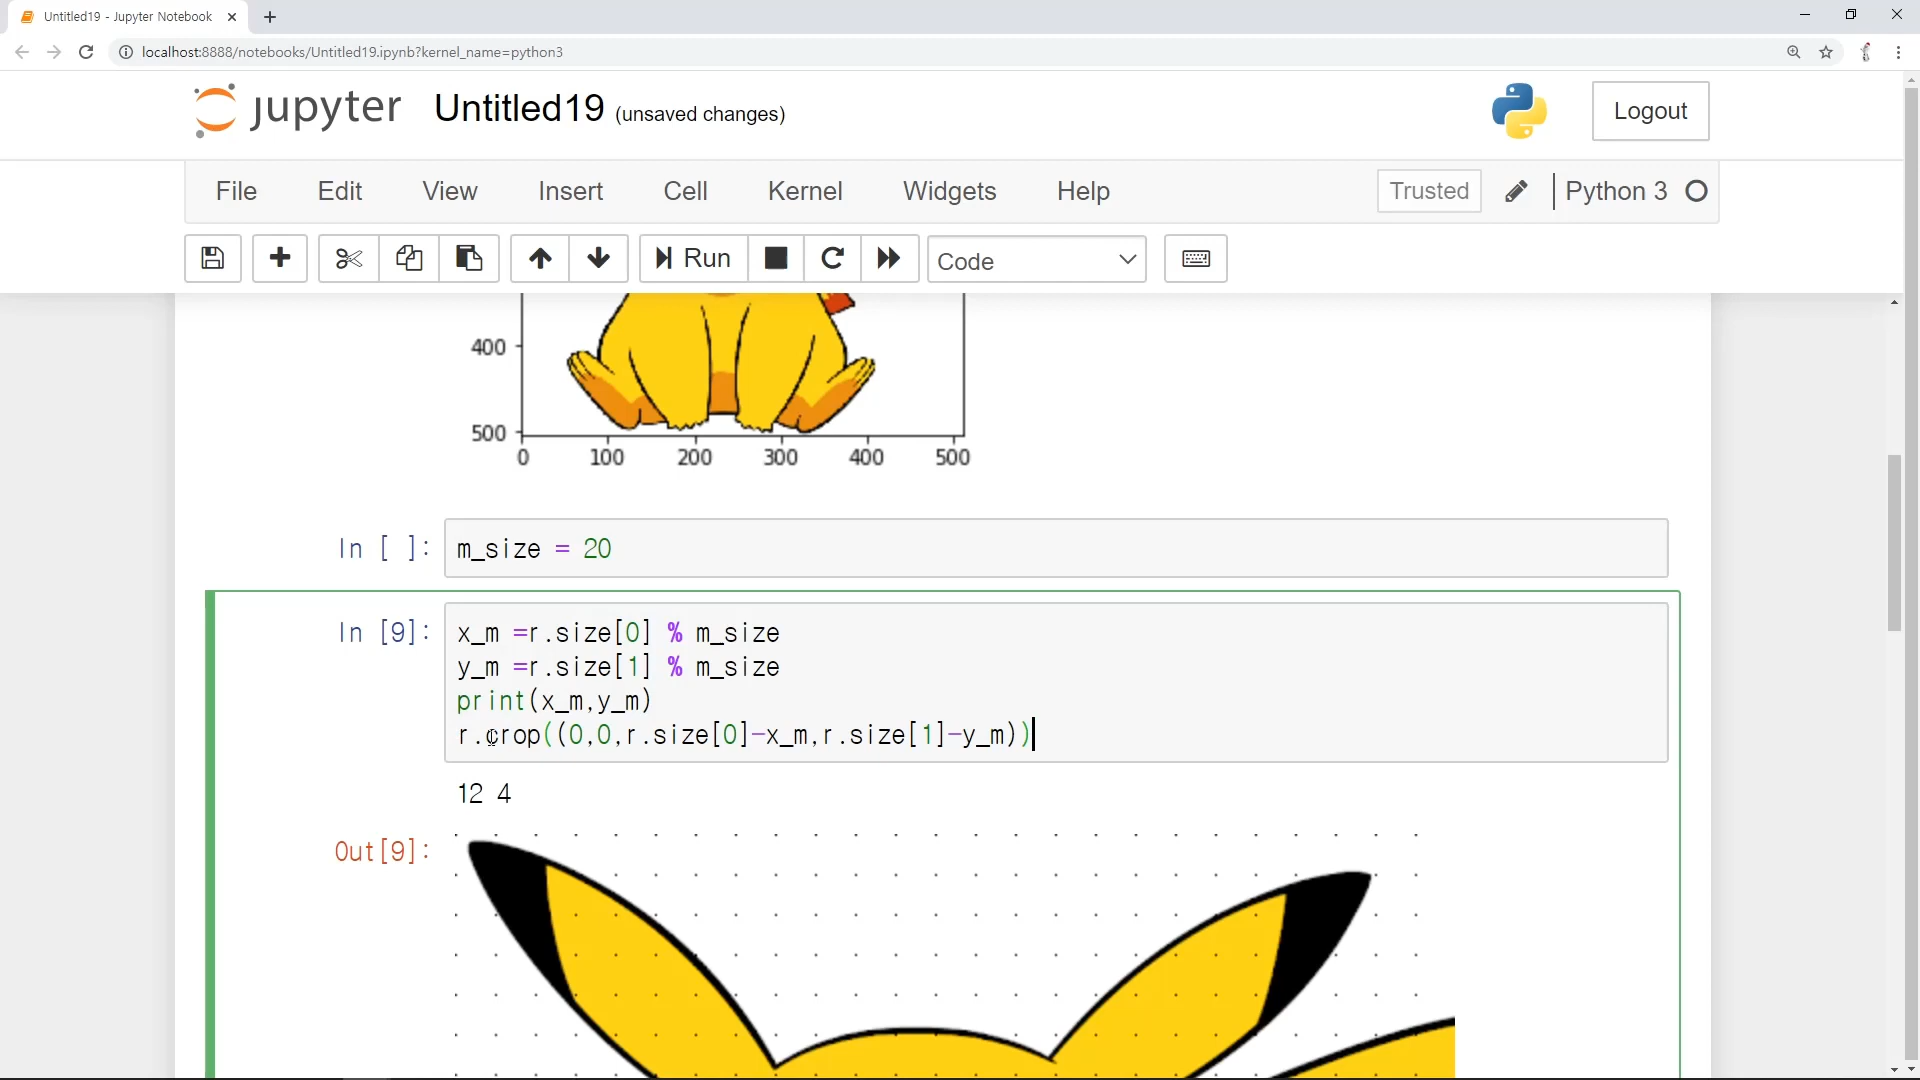 Untitled19 - Jupyter Notebook
localhost:8888/notebooks/Untitled19.ipynb?kernel_name=python3
jupyter Untitled19 (unsaved changes)
Logout
File Edit View Insert Cell Kernel Widgets Help Trusted Python 3
Run Code
400
500
0 100 200 300 400 500
In [ ]: m_size = 20
In [9]: x_m =r.size[0] % m_size
y_m =r.size[1] % m_size
print(x_m,y_m)
r.crop((0,0,r.size[0]-x_m,r.size[1]-y_m))
12 4
Out[9]: